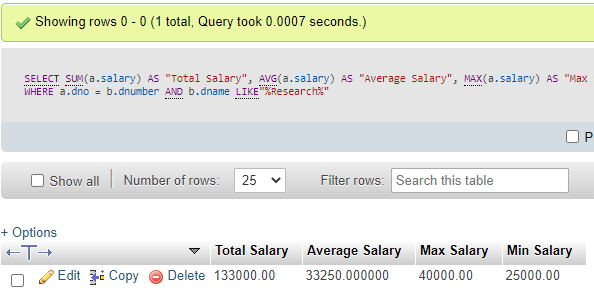 Showing rows 0 - 0 (1 total, Query took 0.0007 seconds.)
SELECT SUM(a.salary) AS "Total Salary", AVG(a.salary) AS "Average Salary", MAX(a.salary) AS "Max
WHERE a.dno = b.dnumber AND b.dname LIKE"%Research%"
P
Show all Number of rows: 25 Filter rows: Search this table
+ Options
←T→ Total Salary Average Salary Max Salary Min Salary
Edit Copy Delete 133000.00 33250.000000 40000.00 25000.00